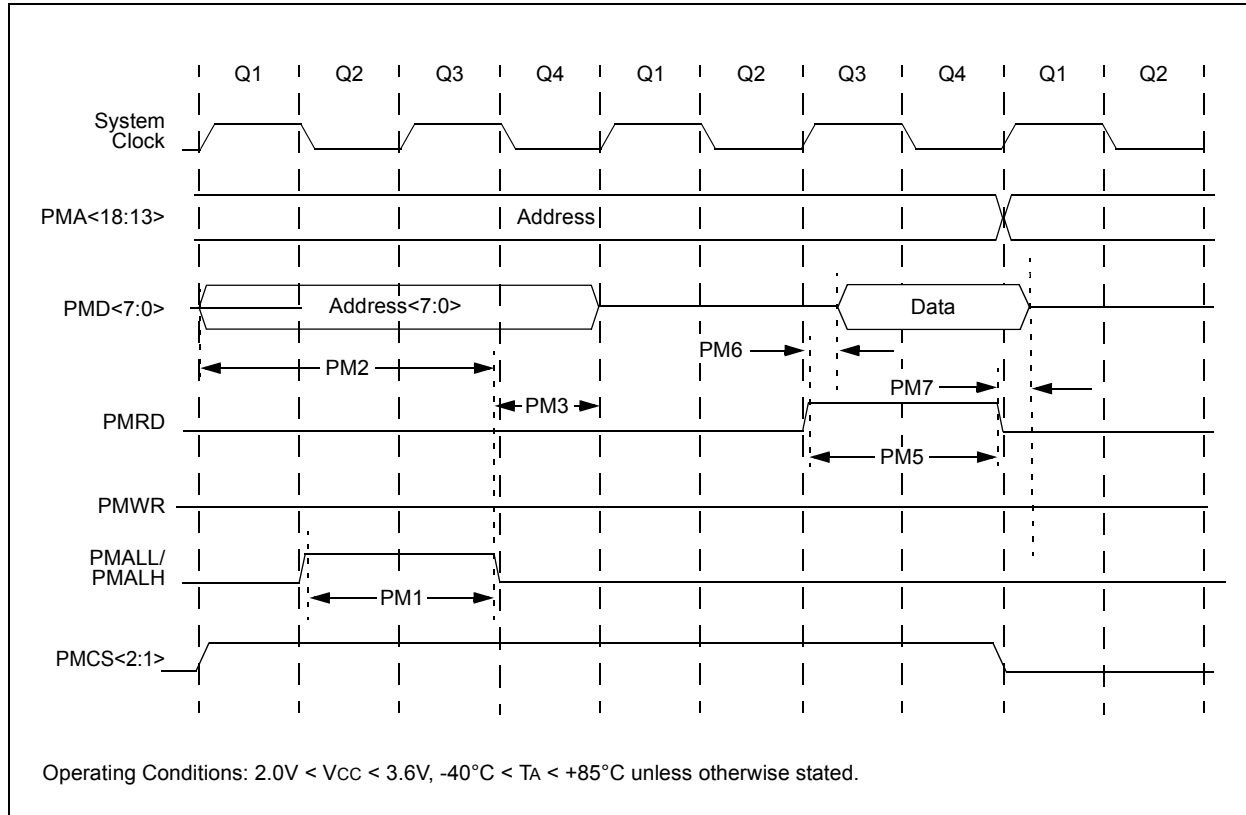 Q1 Q2 Q3 Q4 Q1 Q2 Q3 Q4 Q1 Q2
System
Clock
PMA<18:13>
Address
PMD<7:0>
Address<7:0>
Data
PM6
PM2
PM7
PM3
PMRD
PM5
PMWR
PMALL/
PMALH
PM1
PMCS<2:1>
Operating Conditions: 2.0V < VCC < 3.6V, -40°C < TA < +85°C unless otherwise stated.